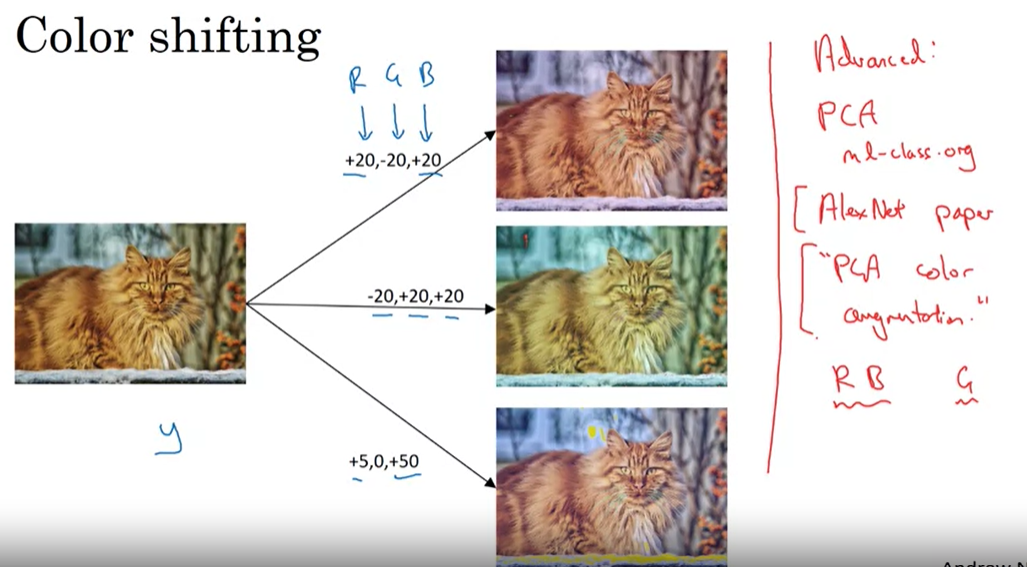 Color shifting
R G B
+20,-20,+20
-20,+20,+20
+5,0,+50
y
Advanced:
PCA
ml-class.org
[AlexNet paper
["PCA color
augmentation."
R B G